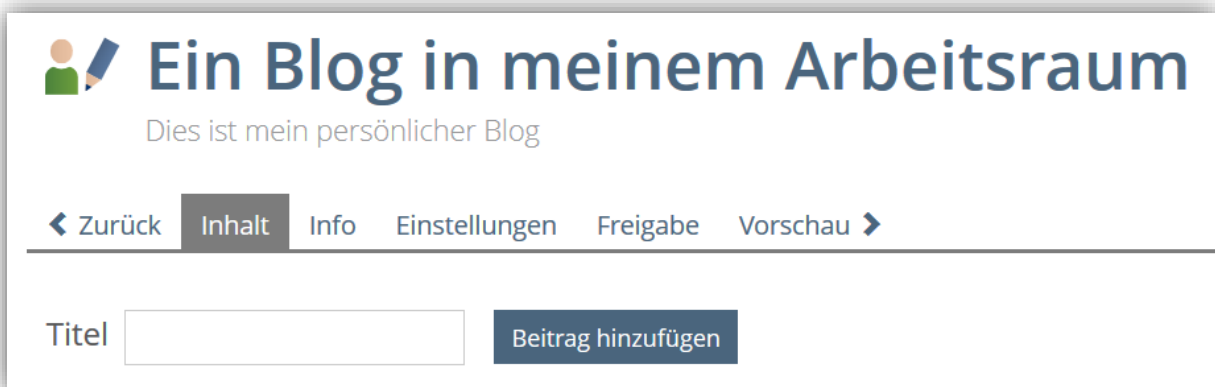 Ein Blog in meinem Arbeitsraum
Dies ist mein persönlicher Blog
Zurück Inhalt Info Einstellungen Freigabe Vorschau
Titel Beitrag hinzufügen